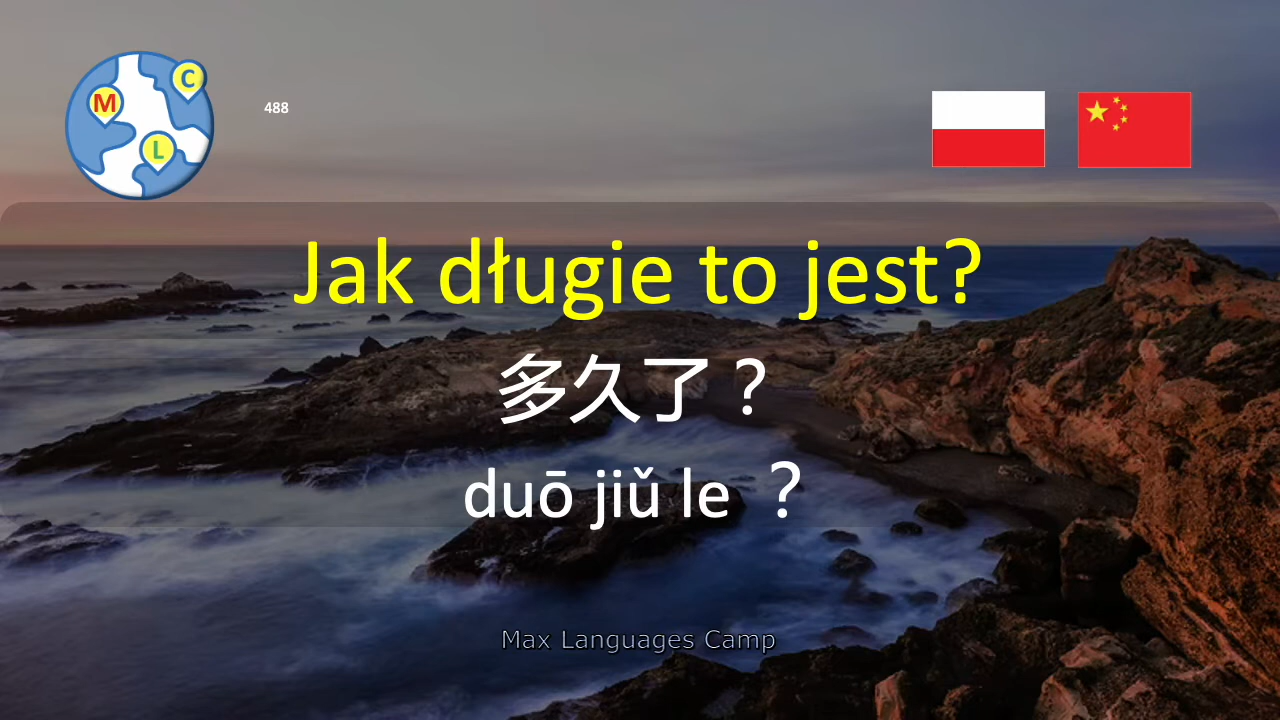 C
M
L
488
Jak długie to jest?
多久了？
duō jiǔ le ？
Max Languages Camp